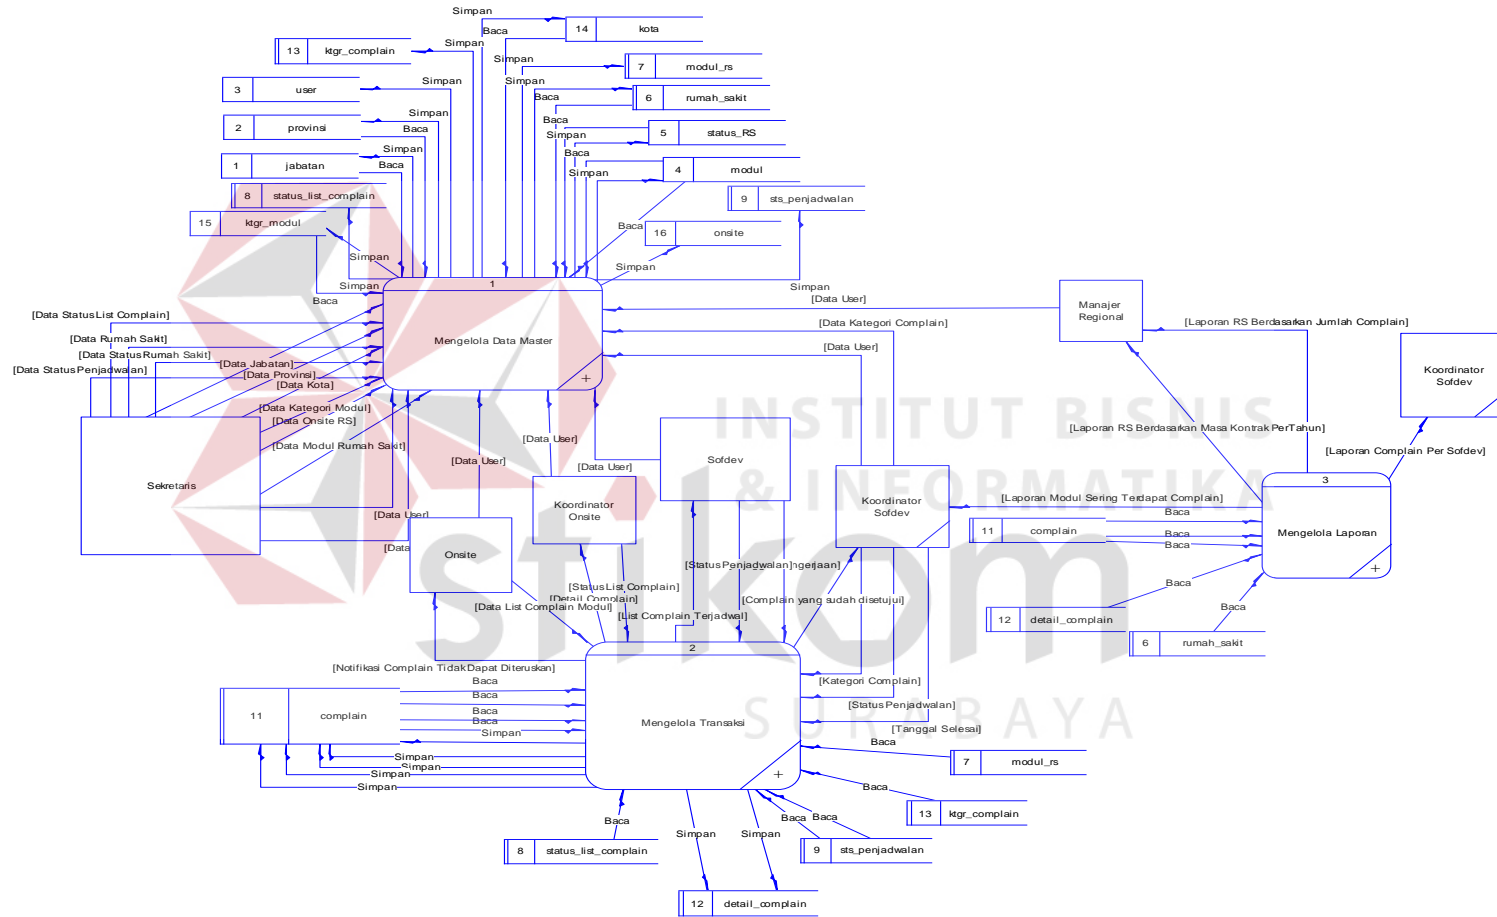 Simpan
14 kota
Baca
13 ktgr_complain
Simpan
7 modul_rs
3 user
Simpan
Simpan
6 rumah_sakit
Baca
2 provinsi
Simpan
Simpan
Baca
5 status_RS
Baca
Simpan
1 jabatan
Simpan
Baca
Baca
4 modul
Simpan
8 status_list_complain
9 sts_penjadwalan
15 ktgr_modul
Baca
16 onsite
Simpan
Simpan
Simpan
Simpan
Baca
1
Mengelola Data Master
+
[Data User]
Manajer
Regional
[Data Status List Complain]
[Data Kategori Complain]
[Laporan RS Berdasarkan Jumlah Complain]
[Data Rumah Sakit]
[Data Status Rumah Sakit]
[Data User]
[Data Status Penjadwalan]
[Data Jabatan]
[Data Provinsi]
[Data Kota]
Koordinator
Sofdev
[Data Kategori Modul]
[Data Onsite RS]
[Data Modul Rumah Sakit]
[Data User]
[Laporan RS Berdasarkan Masa Kontrak PerTahun]
INSTITUT BISNIS
& INFORMATIKA
stikom
SURABAYA
[Laporan Complain Per Sofdev]
[Data User]
Sofdev
[Data User]
Sekretaris
Koordinator
Onsite
Koordinator
Sofdev
[Laporan Modul Sering Terdapat Complain]
3
Mengelola Laporan
+
[Data User]
Baca
11 complain
Baca
Baca
[Data
Onsite
[Status Penjadwalan]
ngerjaan]
[Status List Complain]
[Detail Complain]
[Data List Complain Modul]
[Complain yang sudah disetujui]
[List Complain Terjadwal]
Baca
Baca
12 detail_complain
6 rumah_sakit
2
Mengelola Transaksi
+
[Notifikasi Complain Tidak Dapat Diteruskan]
[Kategori Complain]
Baca
Baca
[Status Penjadwalan]
11 complain
Baca
Baca
Simpan
[Tanggal Selesai]
Baca
Simpan
Simpan
Simpan
Simpan
7 modul_rs
Baca
13 ktgr_complain
Baca
Simpan
Simpan
Baca
Baca
8 status_list_complain
9 sts_penjadwalan
12 detail_complain